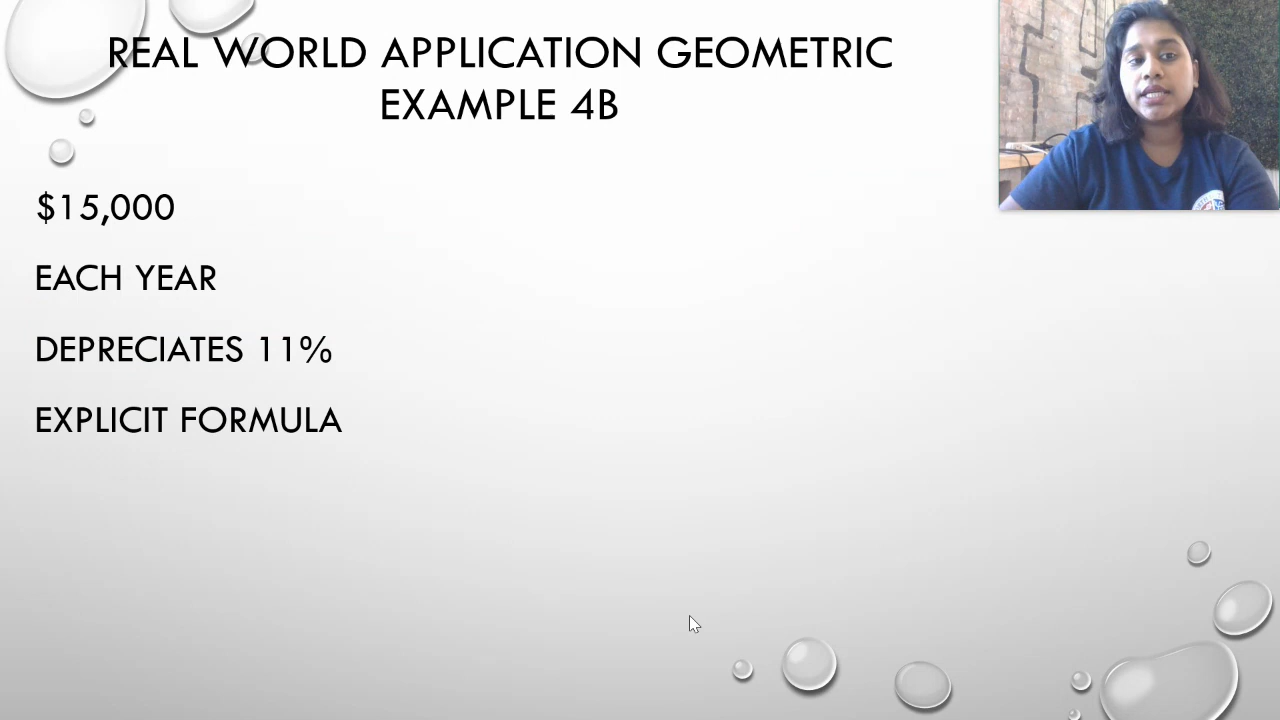 REAL WORLD APPLICATION GEOMETRIC
EXAMPLE 4B
$15,000
EACH YEAR
DEPRECIATES 11%
EXPLICIT FORMULA